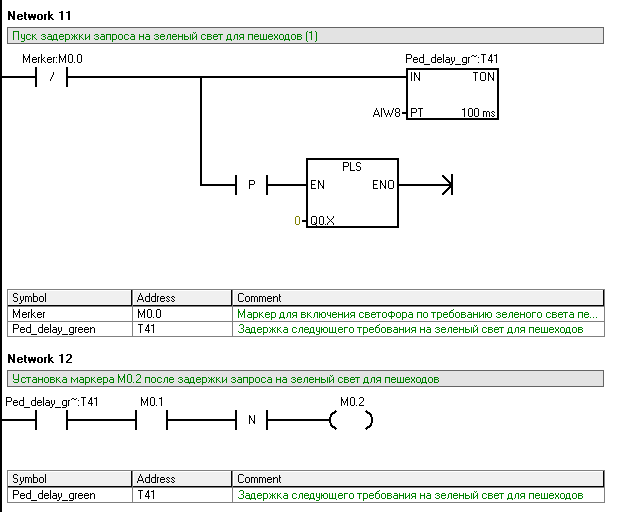 Network 11
Пуск задержки запроса на зеленый свет для пешеходов (1)
Merker:M0.0
/
Ped_delay_gr~:T41
IN TON
AIW8 PT 100 ms
P
PLS
EN ENO
0 Q0.X
Symbol Address Comment
Merker M0.0 Маркер для включения светофора по требованию зеленого света пе...
Ped_delay_green T41 Задержка следующего требования на зеленый свет для пешеходов
Network 12
Установка маркера M0.2 после задержки запроса на зеленый свет для пешеходов
Ped_delay_gr~:T41 M0.1 M0.2
N
Symbol Address Comment
Ped_delay_green T41 Задержка следующего требования на зеленый свет для пешеходов